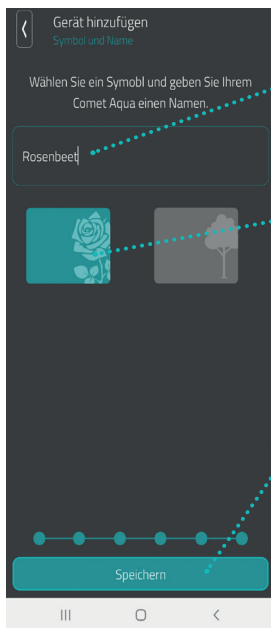 Gerät hinzufügen
Symbol und Name
Wählen Sie ein Symobl und geben Sie Ihrem
Comet Aqua einen Namen.
Rosenbeet
Speichern